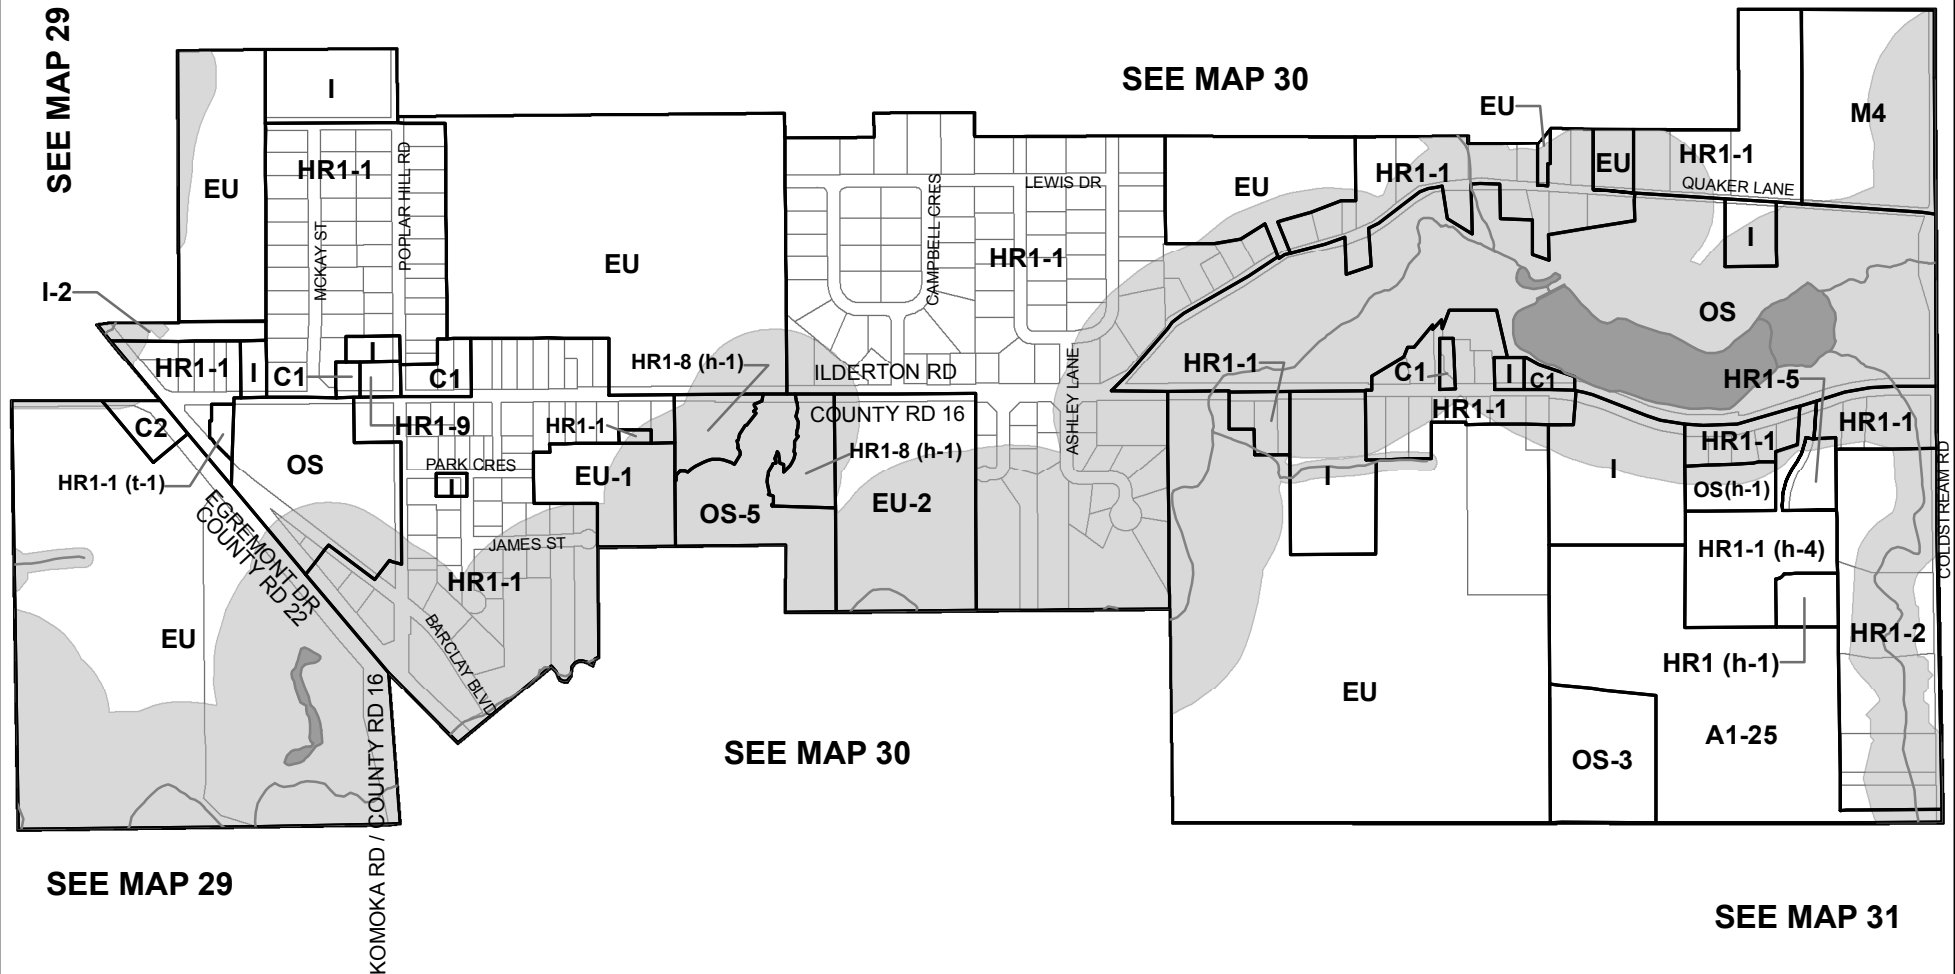 SEE MAP 29
SEE MAP 30
I
EU
M4
EU
HR1-1
POPLAR HILL RD
MCKAY ST
EU
CAMPBELL CRES
LEWIS DR
HR1-1
EU
HR1-1
EU
HR1-1
QUAKER LANE
I
OS
I-2
HR1-1
I
C1
I
C1
HR1-8 (h-1)
ILDERTON RD
COUNTY RD 16
ASHLEY LANE
HR1-1
C1
I
C1
HR1-5
C2
HR1-9
HR1-1
HR1-1
HR1-1
HR1-1
HR1-1 (t-1)
OS
PARK CRES
I
EU-1
HR1-8 (h-1)
OS-5
EU-2
I
I
OS(h-1)
COLDSTREAM RD
EGREMONT DR
COUNTY RD 22
JAMES ST
HR1-1
BARCLAY BLVD
HR1-1 (h-4)
EU
HR1-2
HR1 (h-1)
EU
A1-25
OS-3
SEE MAP 30
KOMOKA RD / COUNTY RD 16
SEE MAP 29
SEE MAP 31